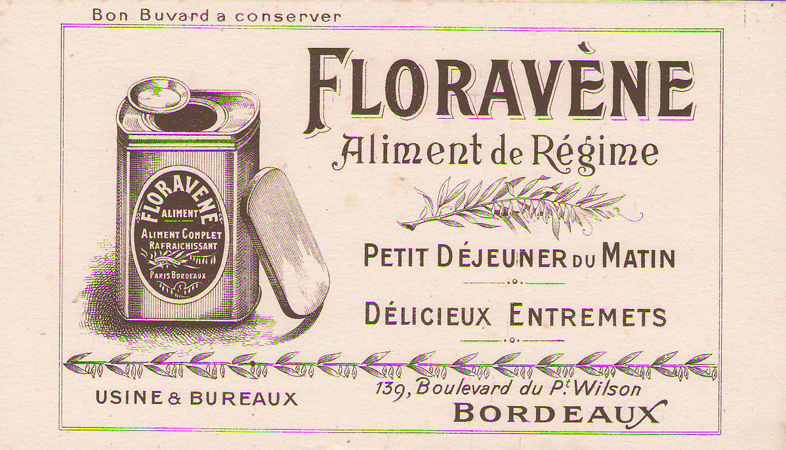 Bon Buvard a conserver
FLORAVÈNE
Aliment de Régime
FLORAVENE
ALIMENT
ALIMENT COMPLET
RAFRAICHISSANT
PARIS BORDEAUX
PETIT DÉJEUNER DU MATIN
DÉLICIEUX ENTREMETS
USINE & BUREAUX
139, Boulevard du Pt Wilson
BORDEAUX